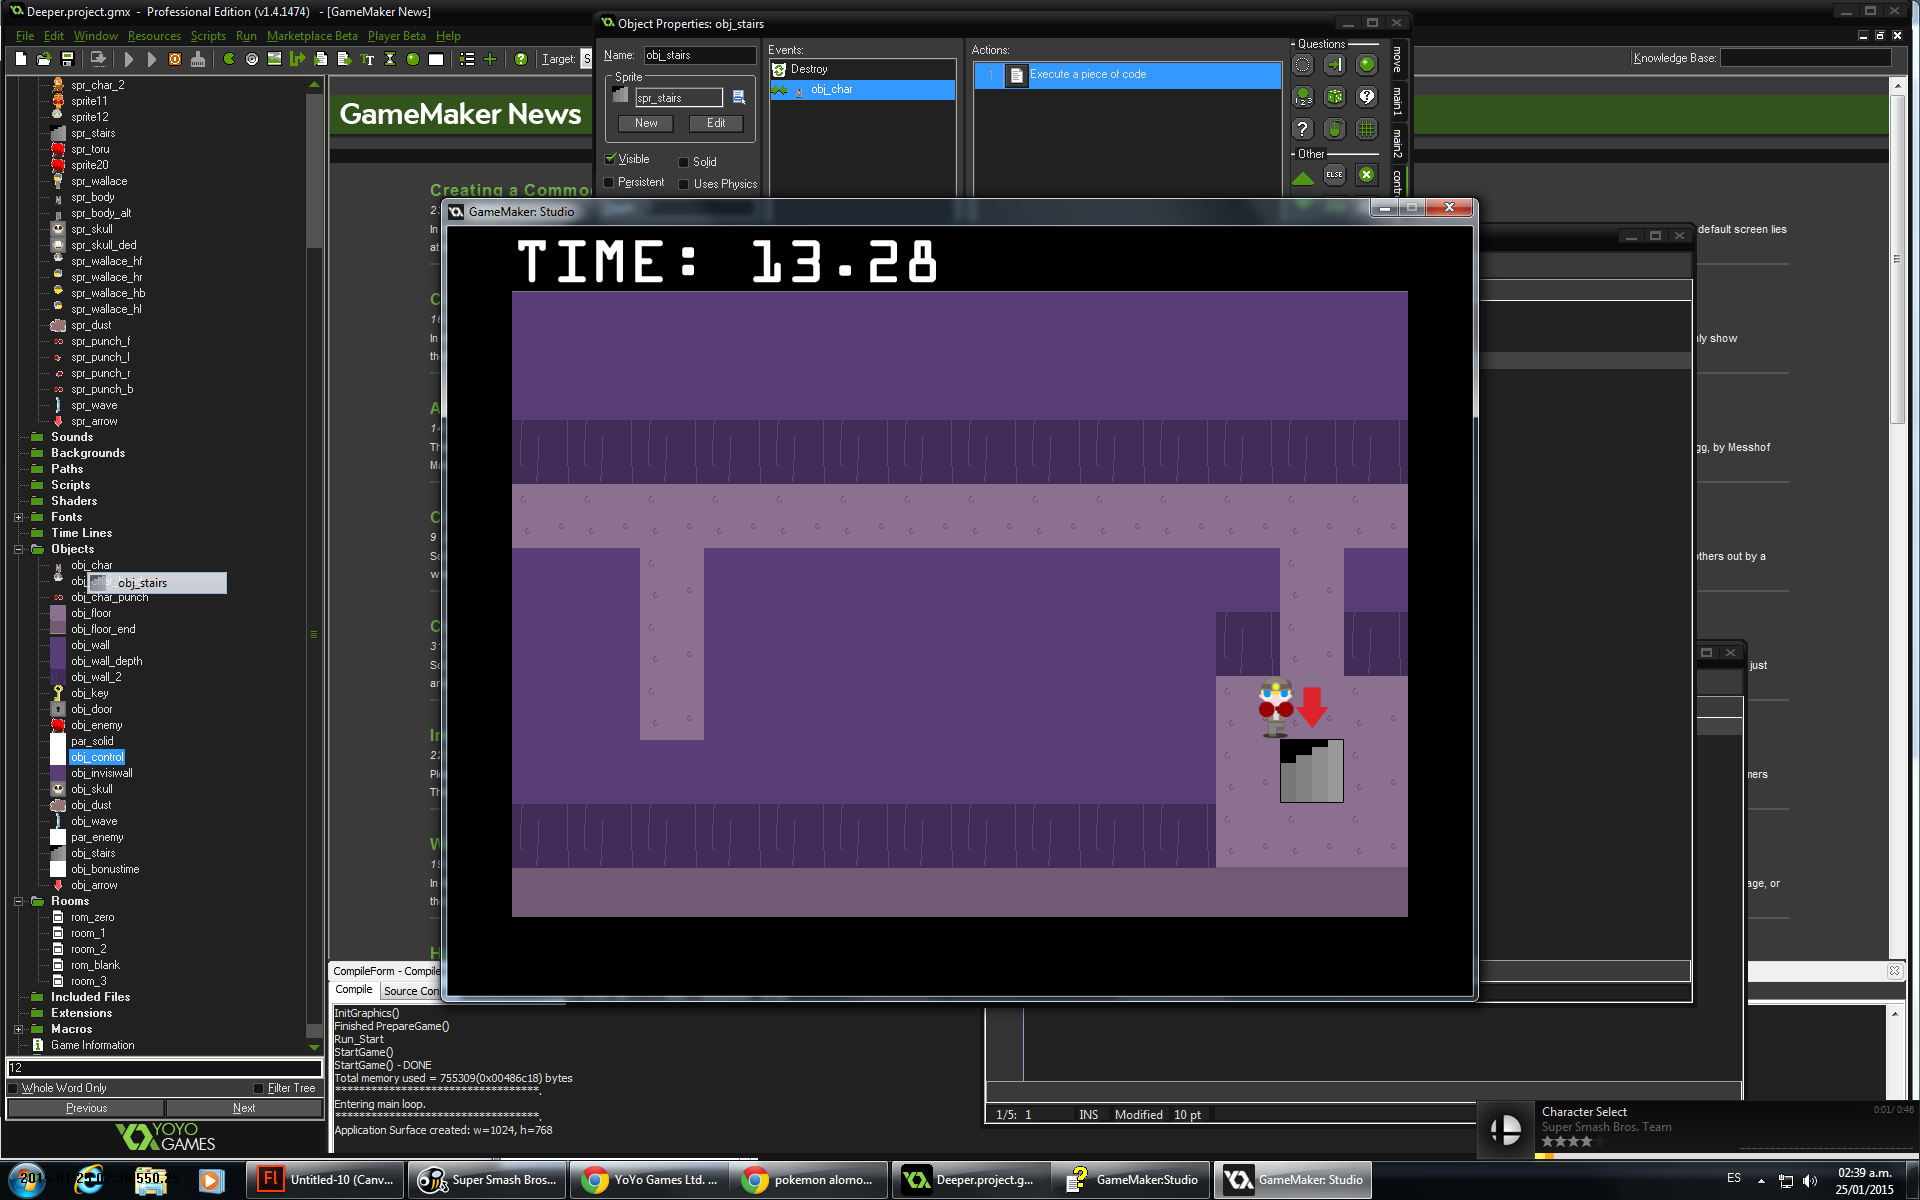 Deeper.project.gmx - Professional Edition (v1.4.1474) - [GameMaker News]
File Edit Window Resources Scripts Run Marketplace Beta Player Beta Help
Target: S
Knowledge Base:
Object Properties: obj_stairs
Name: obj_stairs
Sprite
spr_stairs
New Edit
Visible Solid
Persistent Uses Physics
Events:
Destroy
obj_char
Actions:
1 Execute a piece of code
Questions
Other
ELSE
move
main1
main2
contr
GameMaker News
Creating a Commo
default screen lies
ly show
gg, by Messhof
others out by a
just
mers
age, or
GameMaker: Studio
TIME: 13.28
spr_char_2
sprite11
sprite12
spr_stairs
spr_toru
sprite20
spr_wallace
spr_body
spr_body_alt
spr_skull
spr_skull_ded
spr_wallace_hf
spr_wallace_hr
spr_wallace_hb
spr_wallace_hl
spr_dust
spr_punch_f
spr_punch_l
spr_punch_r
spr_punch_b
spr_wave
spr_arrow
Sounds
Backgrounds
Paths
Scripts
Shaders
Fonts
Time Lines
Objects
obj_char
obj_stairs
obj_char_punch
obj_floor
obj_floor_end
obj_wall
obj_wall_depth
obj_wall_2
obj_key
obj_door
obj_enemy
par_solid
obj_control
obj_invisiwall
obj_skull
obj_dust
obj_wave
par_enemy
obj_stairs
obj_bonustime
obj_arrow
Rooms
rom_zero
room_1
room_2
rom_blank
room_3
Included Files
Extensions
Macros
Game Information
12
Whole Word Only Filter Tree
Previous Next
YOYO GAMES
CompileForm - Compile
Compile Source Con
InitGraphics()
Finished PrepareGame()
Run_Start
StartGame()
StartGame() - DONE
Total memory used = 755309(0x00486c18) bytes
Entering main loop.
Application Surface created: w=1024, h=768
1/5: 1 INS Modified 10 pt
Character Select
Super Smash Bros. Team
0:01/ 0:46
Untitled-10 (Canv...
Super Smash Bros...
YoYo Games Ltd. ...
pokemon alomo...
Deeper.project.g...
GameMaker:Studio
GameMaker: Studio
ES
02:39 a.m.
25/01/2015